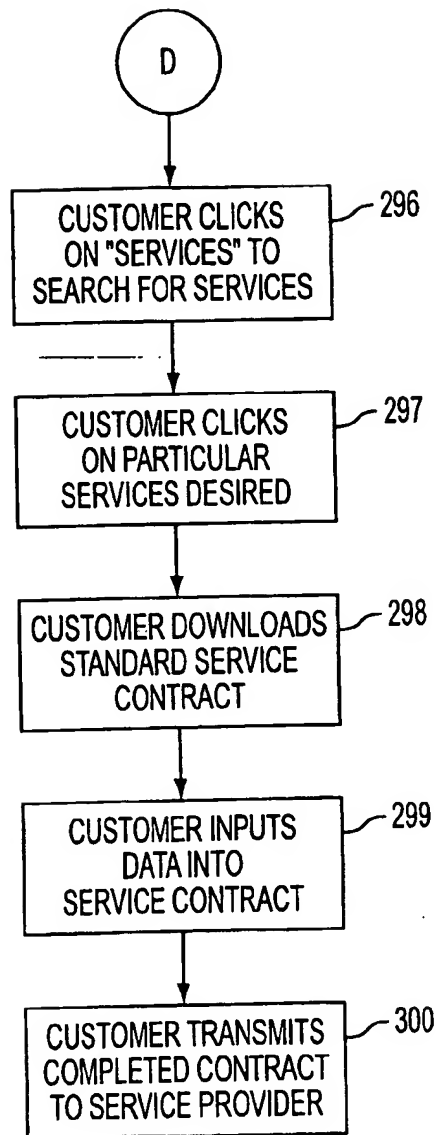 D
CUSTOMER CLICKS
ON "SERVICES" TO
SEARCH FOR SERVICES
296
CUSTOMER CLICKS
ON PARTICULAR
SERVICES DESIRED
297
CUSTOMER DOWNLOADS
STANDARD SERVICE
CONTRACT
298
CUSTOMER INPUTS
DATA INTO
SERVICE CONTRACT
299
CUSTOMER TRANSMITS
COMPLETED CONTRACT
TO SERVICE PROVIDER
300